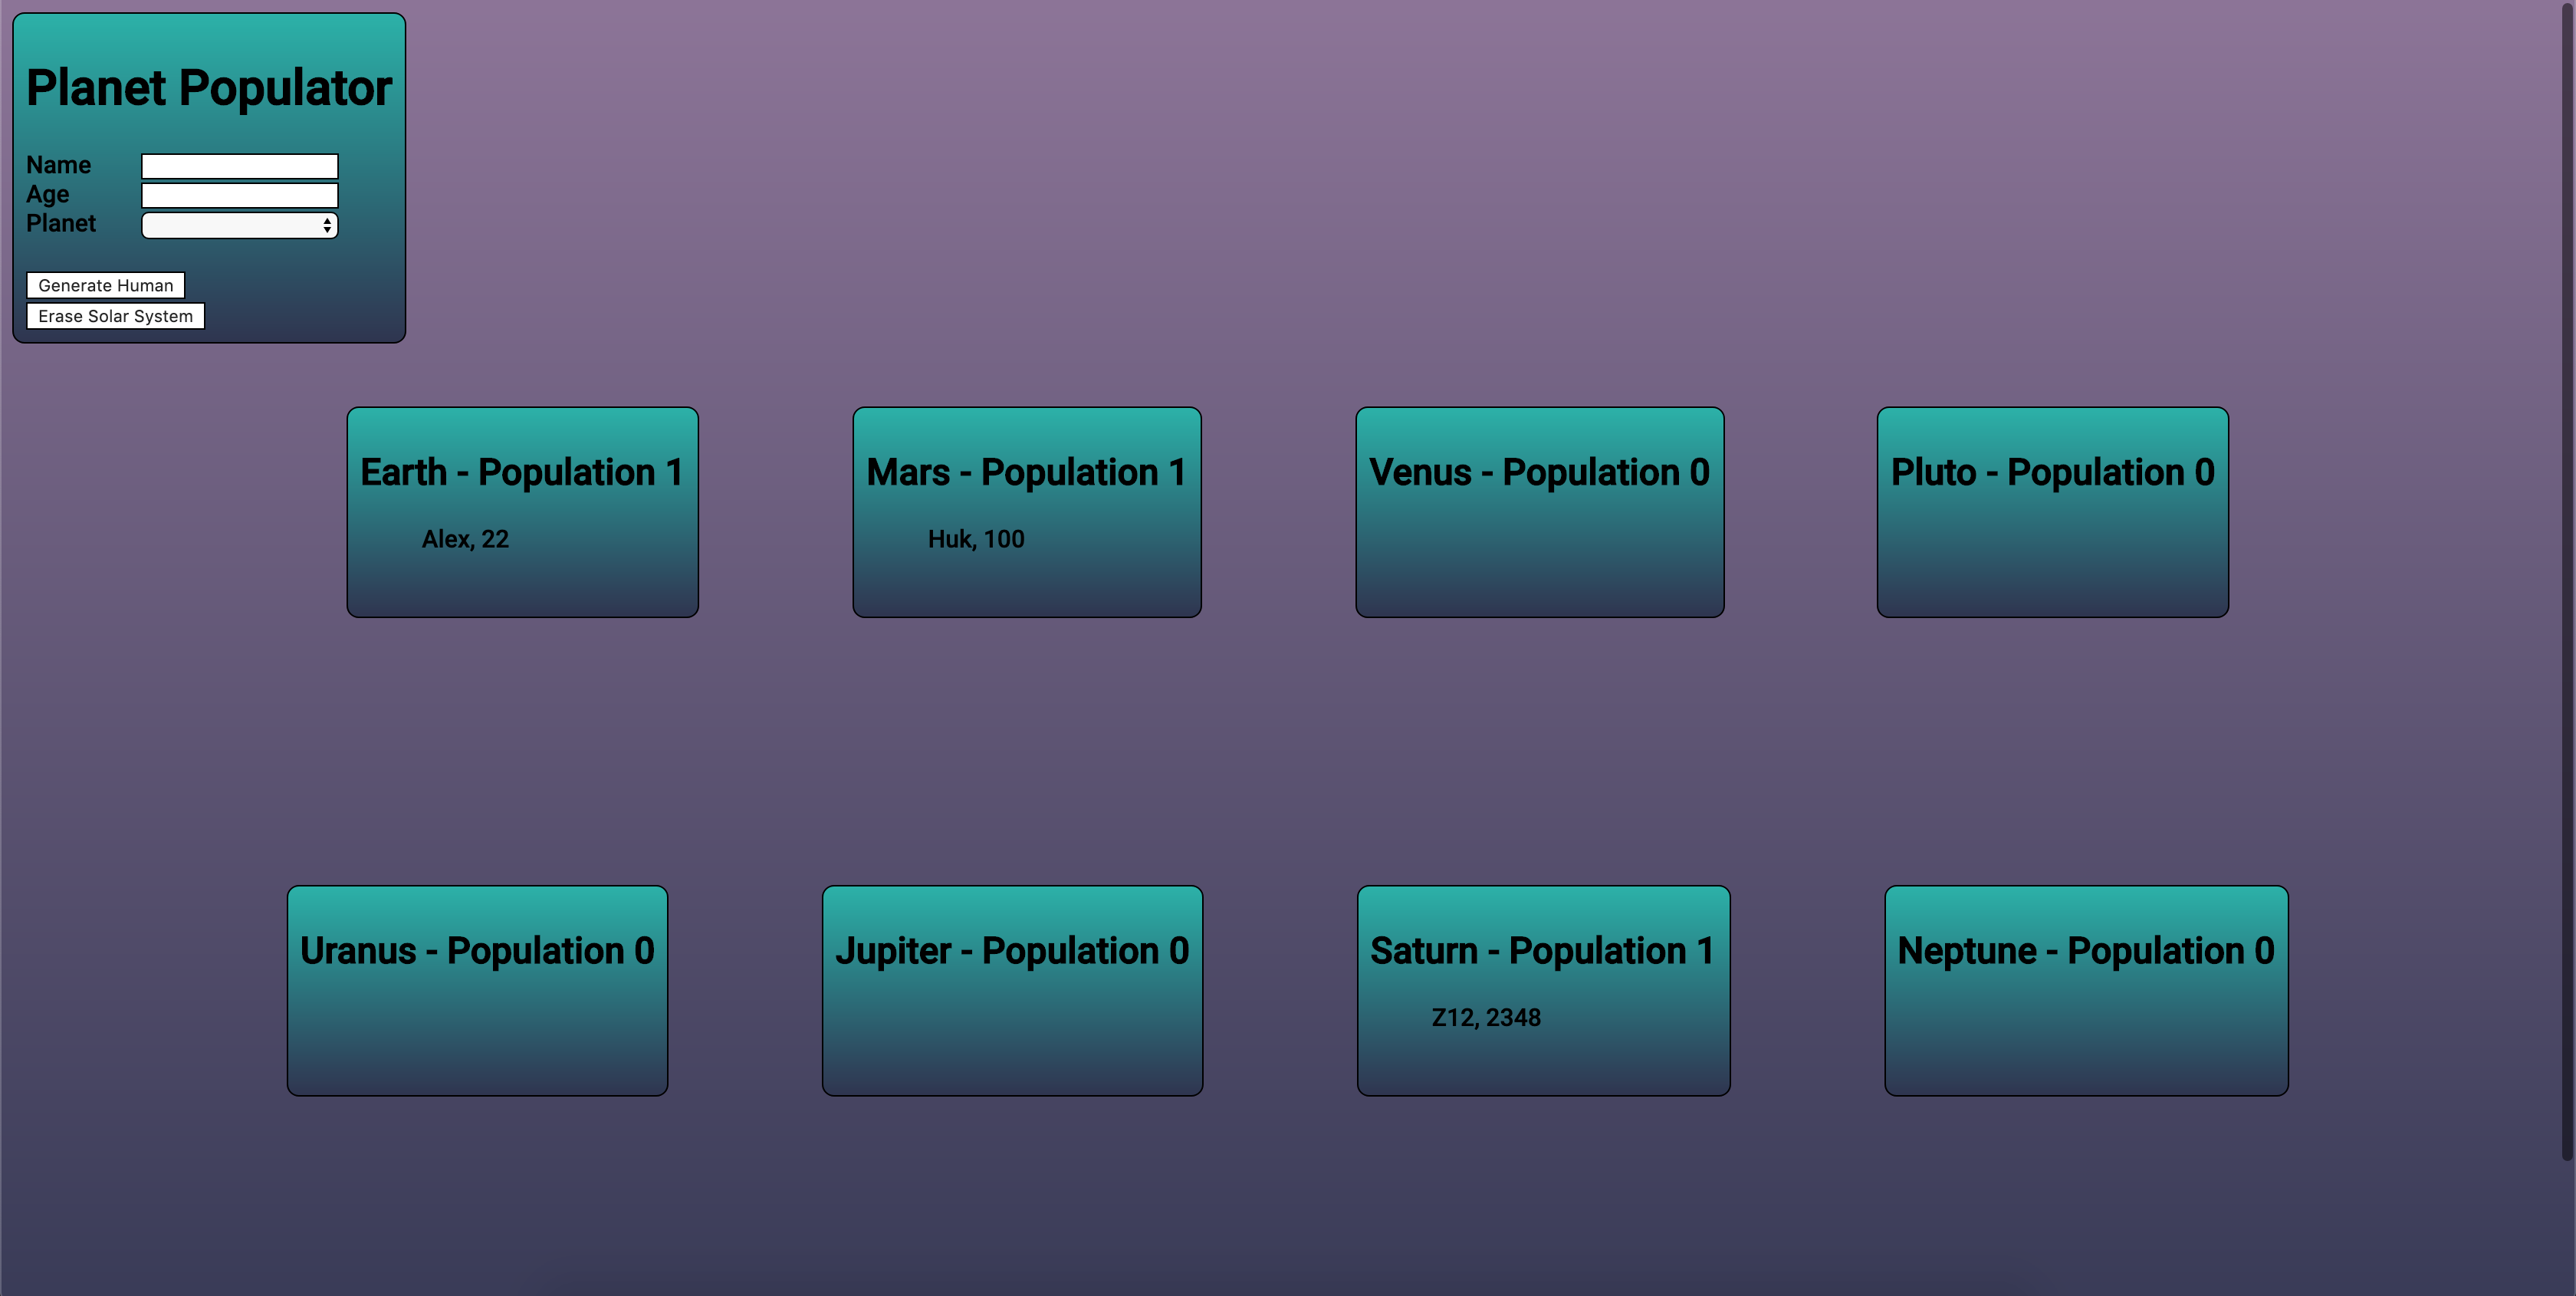 Planet Populator
Name
Age
Planet
Generate Human
Erase Solar System
Earth - Population 1
Alex, 22
Mars - Population 1
Huk, 100
Venus - Population 0
Pluto - Population 0
Uranus - Population 0
Jupiter - Population 0
Saturn - Population 1
Z12, 2348
Neptune - Population 0